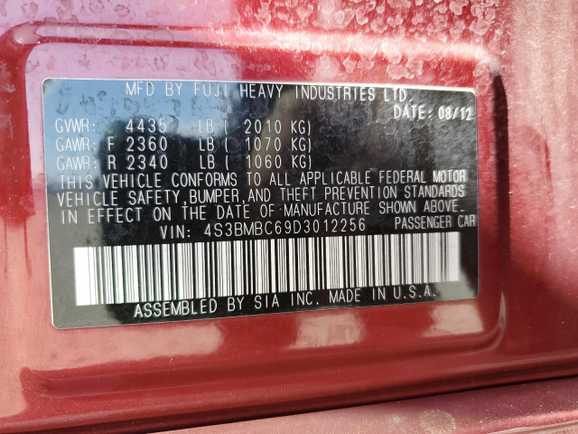 MFD BY FUJI HEAVY INDUSTRIES LTD.
DATE: 08/12
GVWR: 4435 LB ( 2010 KG)
GAWR: F 2360 LB ( 1070 KG)
GAWR: R 2340 LB ( 1060 KG)
THIS VEHICLE CONFORMS TO ALL APPLICABLE FEDERAL MOTOR
VEHICLE SAFETY, BUMPER, AND THEFT PREVENTION STANDARDS
IN EFFECT ON THE DATE OF MANUFACTURE SHOWN ABOVE.
VIN: 4S3BMBC69D3012256 PASSENGER CAR
ASSEMBLED BY SIA INC. MADE IN U.S.A.